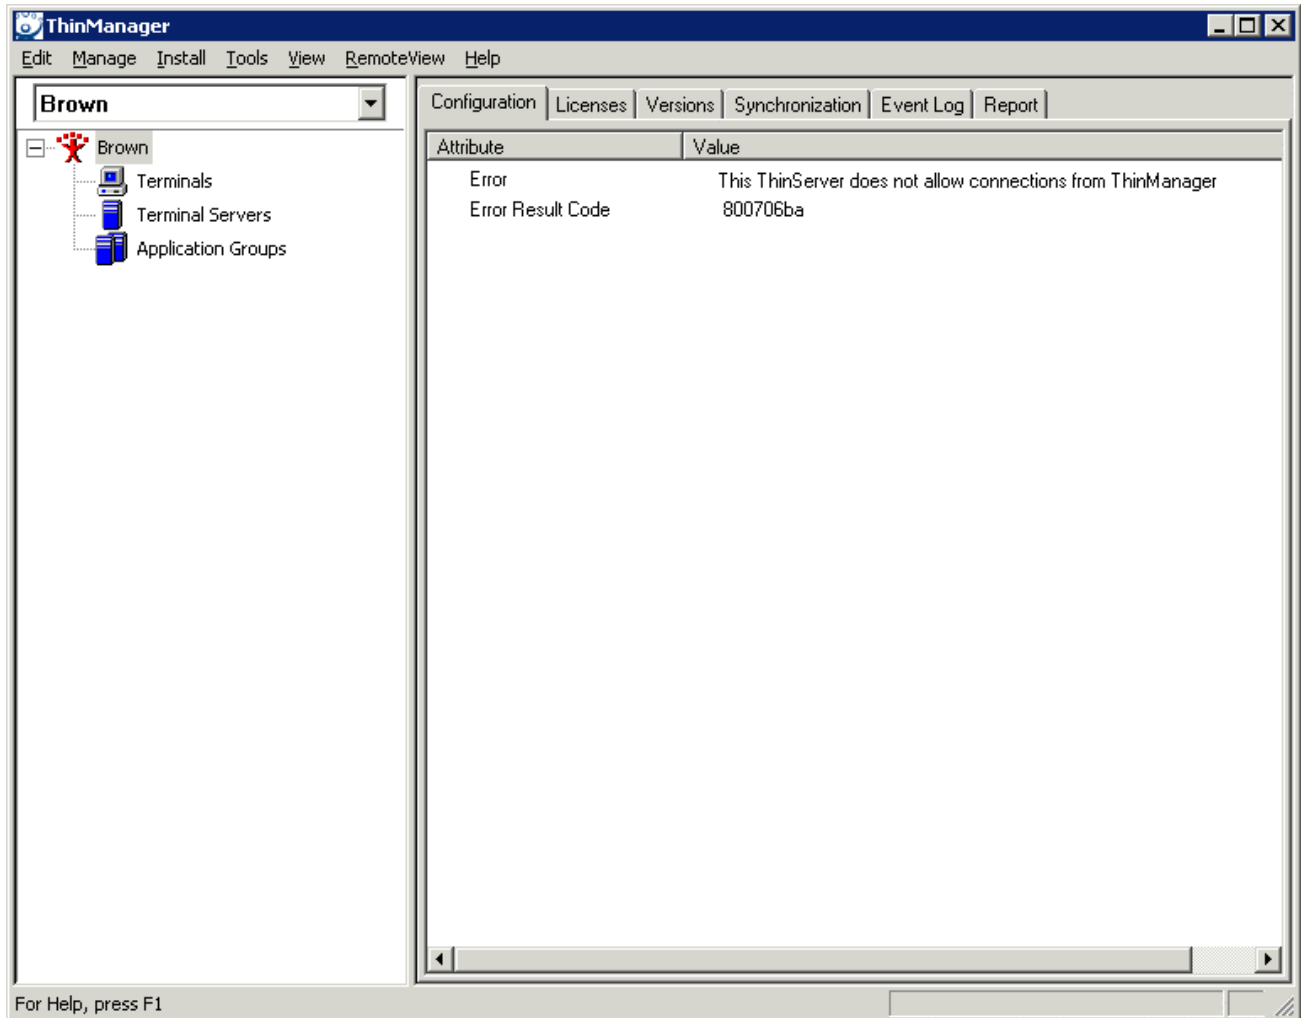 ThinManager
Edit Manage Install Tools View RemoteView Help
Brown
Configuration Licenses Versions Synchronization Event Log Report
Brown
Terminals
Terminal Servers
Application Groups
Attribute Value
Error This ThinServer does not allow connections from ThinManager
Error Result Code 800706ba
For Help, press F1